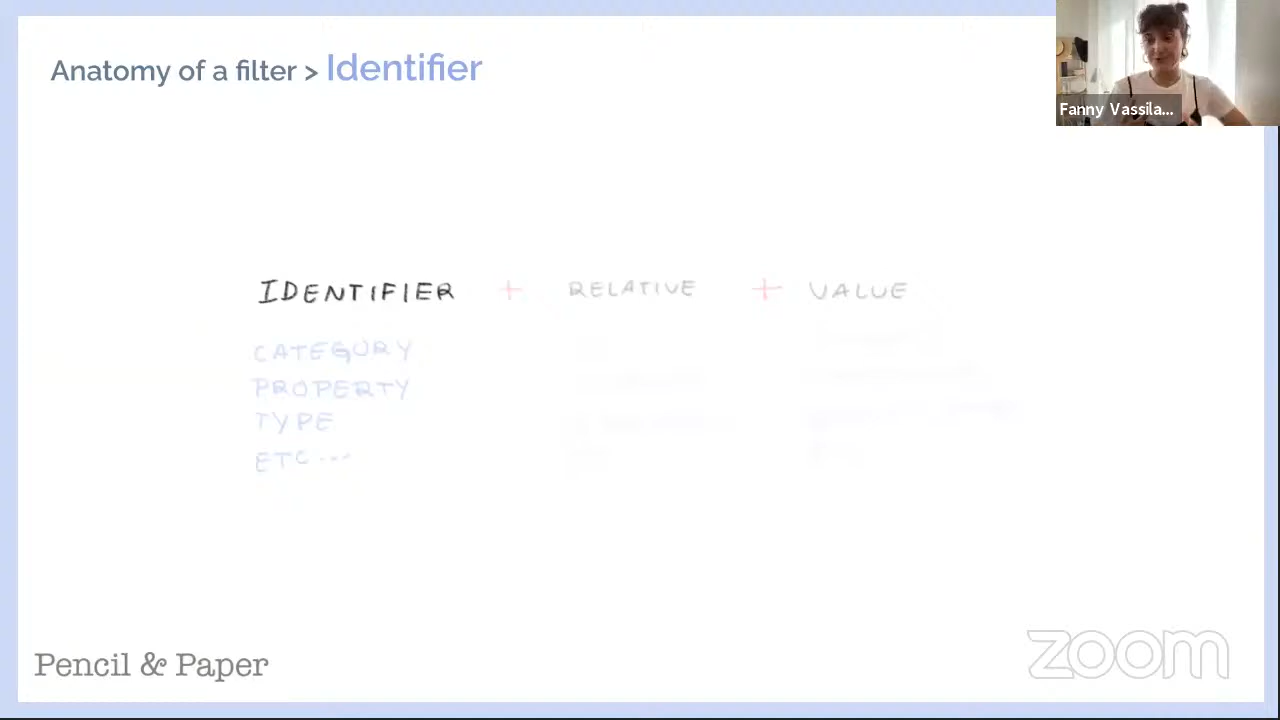 Anatomy of a filter > Identifier
Fanny Vassila...
IDENTIFIER + RELATIVE + VALUE
CATEGORY
PROPERTY
TYPE
ETC...
Pencil & Paper
zoom